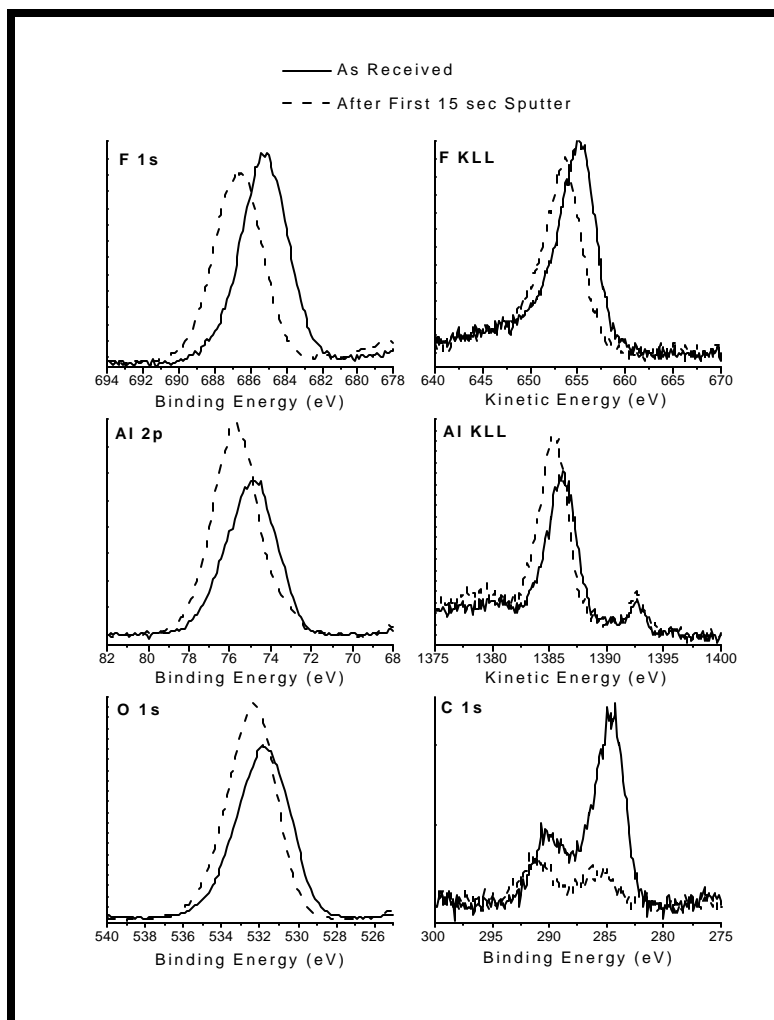 As Received
After First 15 sec Sputter
F 1s
694 692 690 688 686 684 682 680 678
Binding Energy (eV)
F KLL
640 645 650 655 660 665 670
Kinetic Energy (eV)
Al 2p
82 80 78 76 74 72 70 68
Binding Energy (eV)
Al KLL
1375 1380 1385 1390 1395 1400
Kinetic Energy (eV)
O 1s
540 538 536 534 532 530 528 526
Binding Energy (eV)
C 1s
300 295 290 285 280 275
Binding Energy (eV)